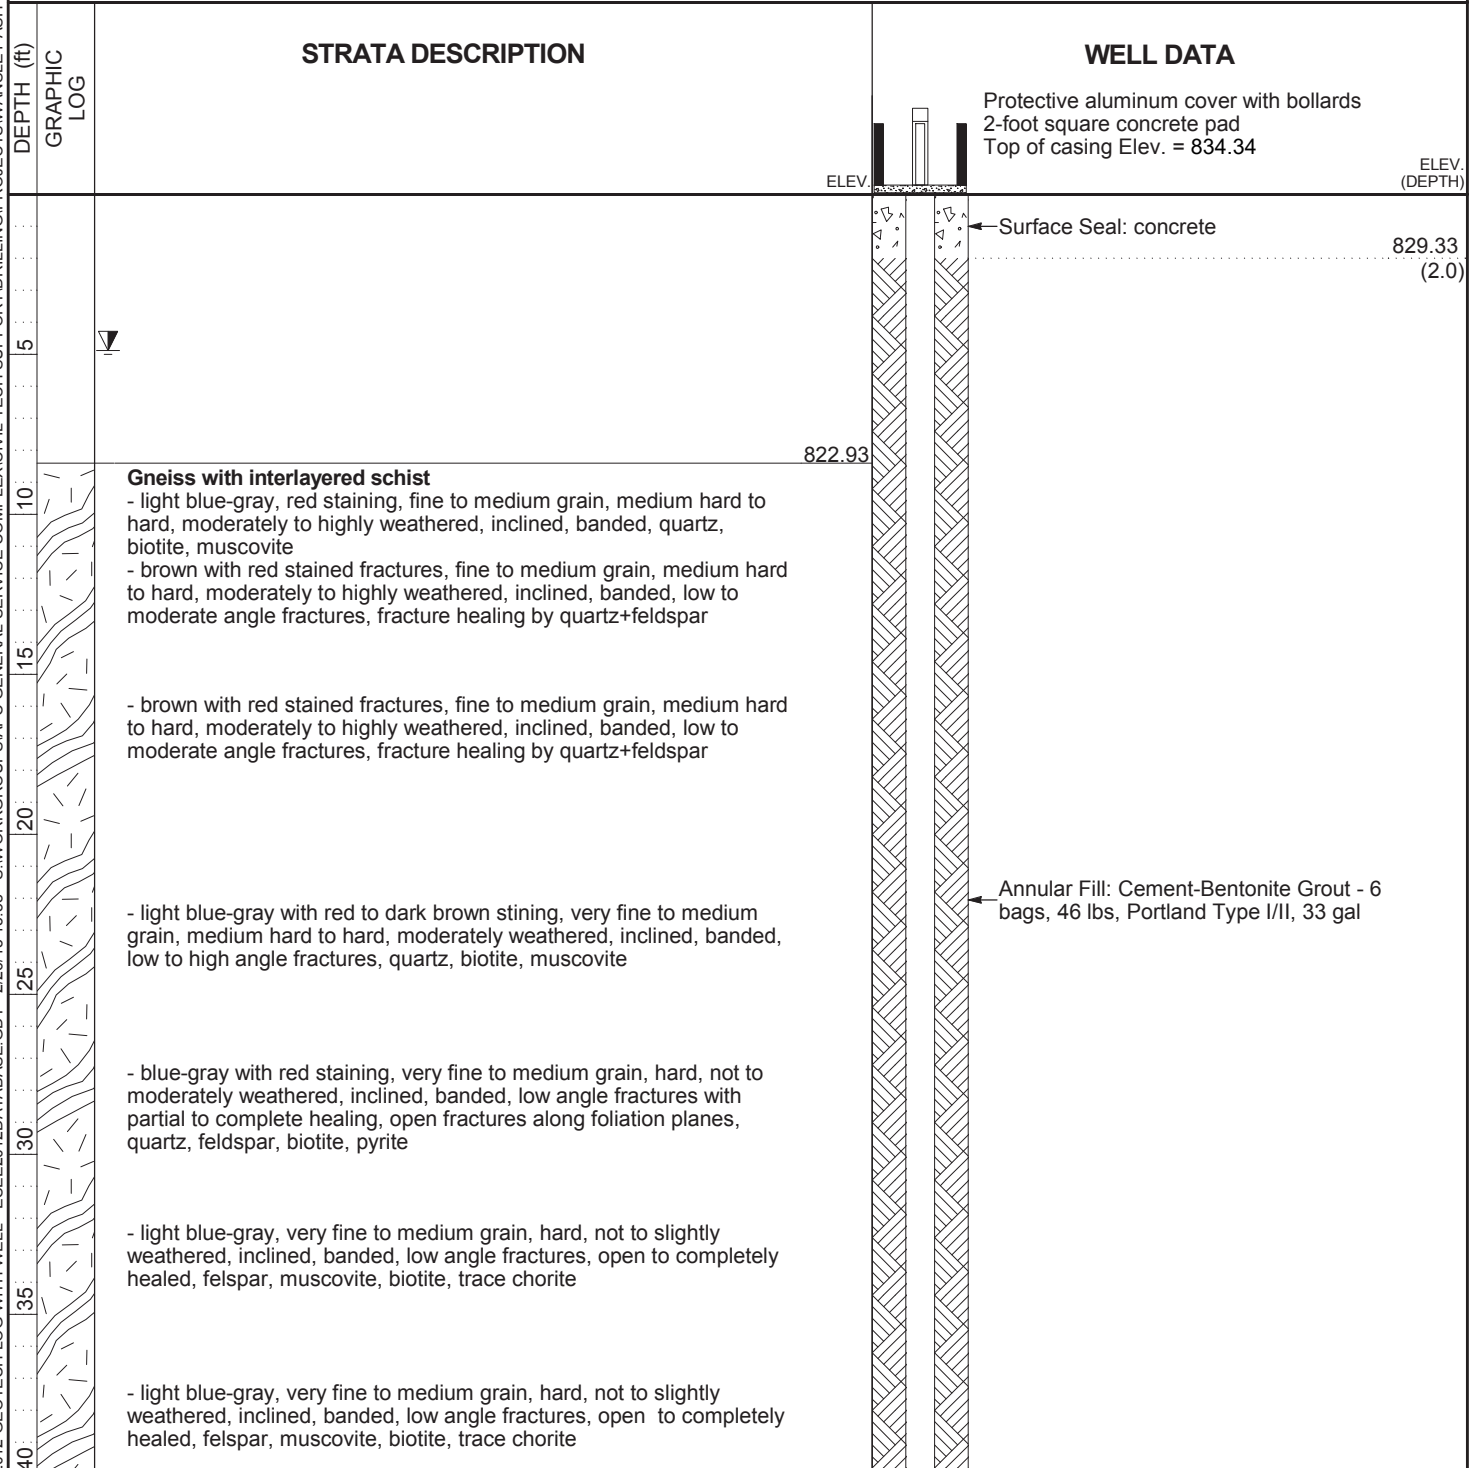 DEPTH (ft)
GRAPHIC
LOG
STRATA DESCRIPTION
ELEV.
WELL DATA
Protective aluminum cover with bollards
2-foot square concrete pad
Top of casing Elev. = 834.34
ELEV.
(DEPTH)
Surface Seal: concrete
829.33
(2.0)
5
822.93
Gneiss with interlayered schist
- light blue-gray, red staining, fine to medium grain, medium hard to
hard, moderately to highly weathered, inclined, banded, quartz,
biotite, muscovite
10
- brown with red stained fractures, fine to medium grain, medium hard
to hard, moderately to highly weathered, inclined, banded, low to
moderate angle fractures, fracture healing by quartz+feldspar
15
- brown with red stained fractures, fine to medium grain, medium hard
to hard, moderately to highly weathered, inclined, banded, low to
moderate angle fractures, fracture healing by quartz+feldspar
20
Annular Fill: Cement-Bentonite Grout - 6
bags, 46 lbs, Portland Type I/II, 33 gal
- light blue-gray with red to dark brown stining, very fine to medium
grain, medium hard to hard, moderately weathered, inclined, banded,
low to high angle fractures, quartz, biotite, muscovite
25
- blue-gray with red staining, very fine to medium grain, hard, not to
moderately weathered, inclined, banded, low angle fractures with
partial to complete healing, open fractures along foliation planes,
quartz, feldspar, biotite, pyrite
30
- light blue-gray, very fine to medium grain, hard, not to slightly
weathered, inclined, banded, low angle fractures, open to completely
healed, felspar, muscovite, biotite, trace chorite
35
- light blue-gray, very fine to medium grain, hard, not to slightly
weathered, inclined, banded, low angle fractures, open  to completely
healed, felspar, muscovite, biotite, trace chorite
40